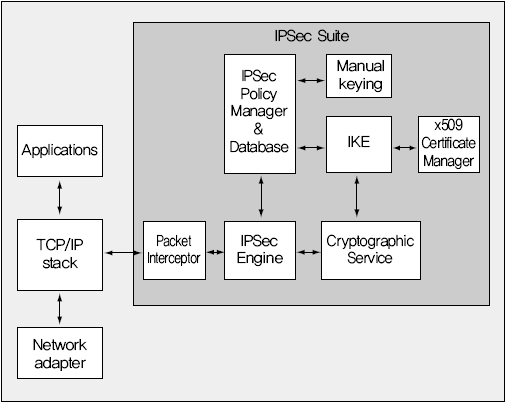 IPSec Suite
IPSec
Policy
Manager
&
Database
Manual
keying
IKE
x509
Certificate
Manager
Applications
TCP/IP
stack
Packet
Interceptor
IPSec
Engine
Cryptographic
Service
Network
adapter